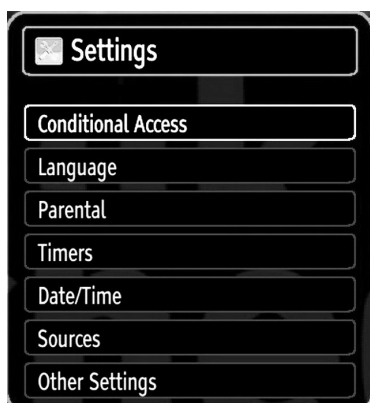 Settings
Conditional Access
Language
Parental
Timers
Date/Time
Sources
Other Settings